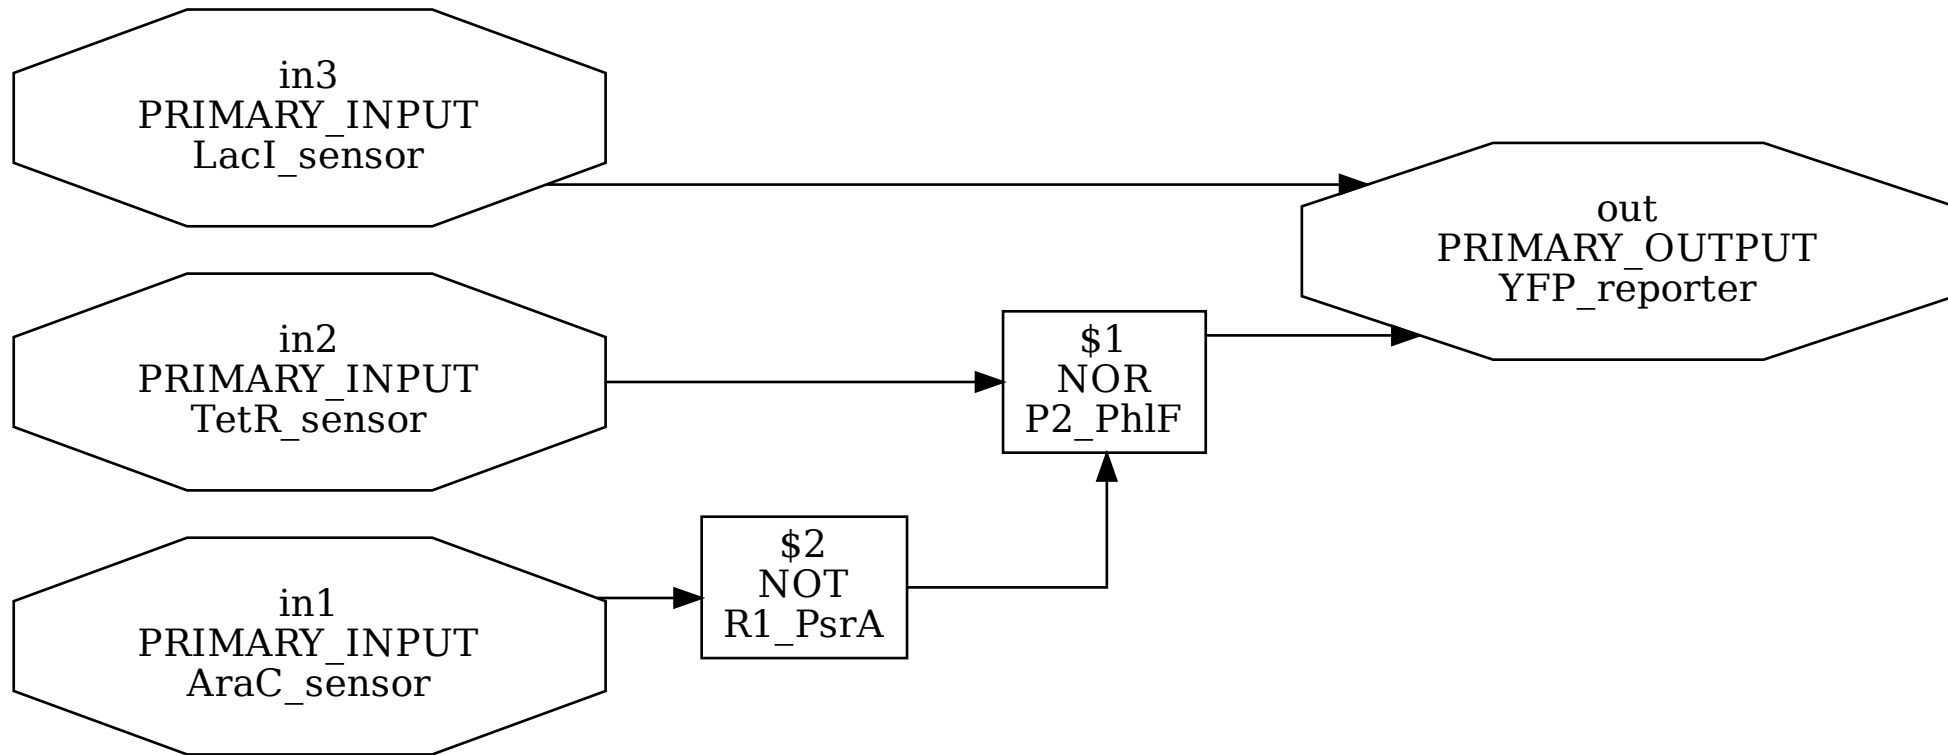 in3
PRIMARY_INPUT
LacI_sensor
out
PRIMARY_OUTPUT
YFP_reporter
in2
PRIMARY_INPUT
TetR_sensor
$1
NOR
P2_PhlF
$2
NOT
R1_PsrA
in1
PRIMARY_INPUT
AraC_sensor